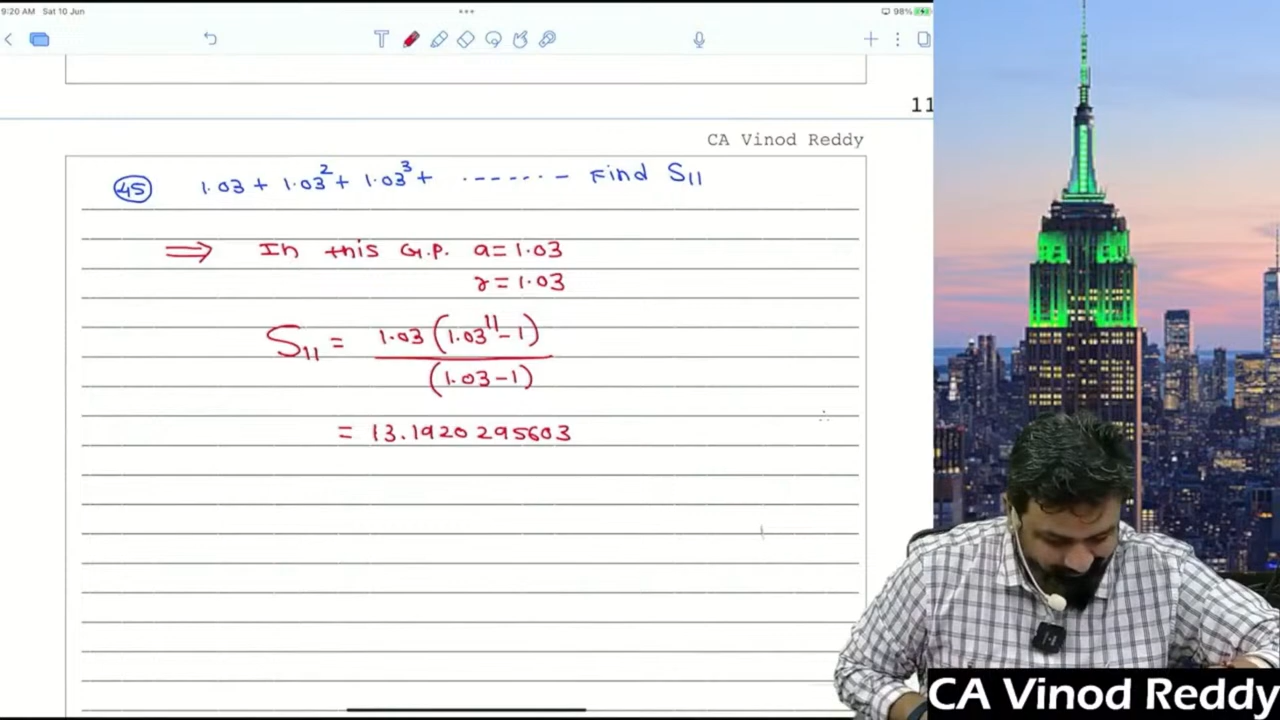 9:20 AM Sat 10 Jun
98%
T
11
CA Vinod Reddy
45 1.03 + 1.03² + 1.03³ + ------- Find S₁₁
⇒ In this G.P. a = 1.03
r = 1.03
S₁₁ = 1.03 (1.03¹¹ - 1)
(1.03 - 1)
= 13.1920295603
CA Vinod Reddy